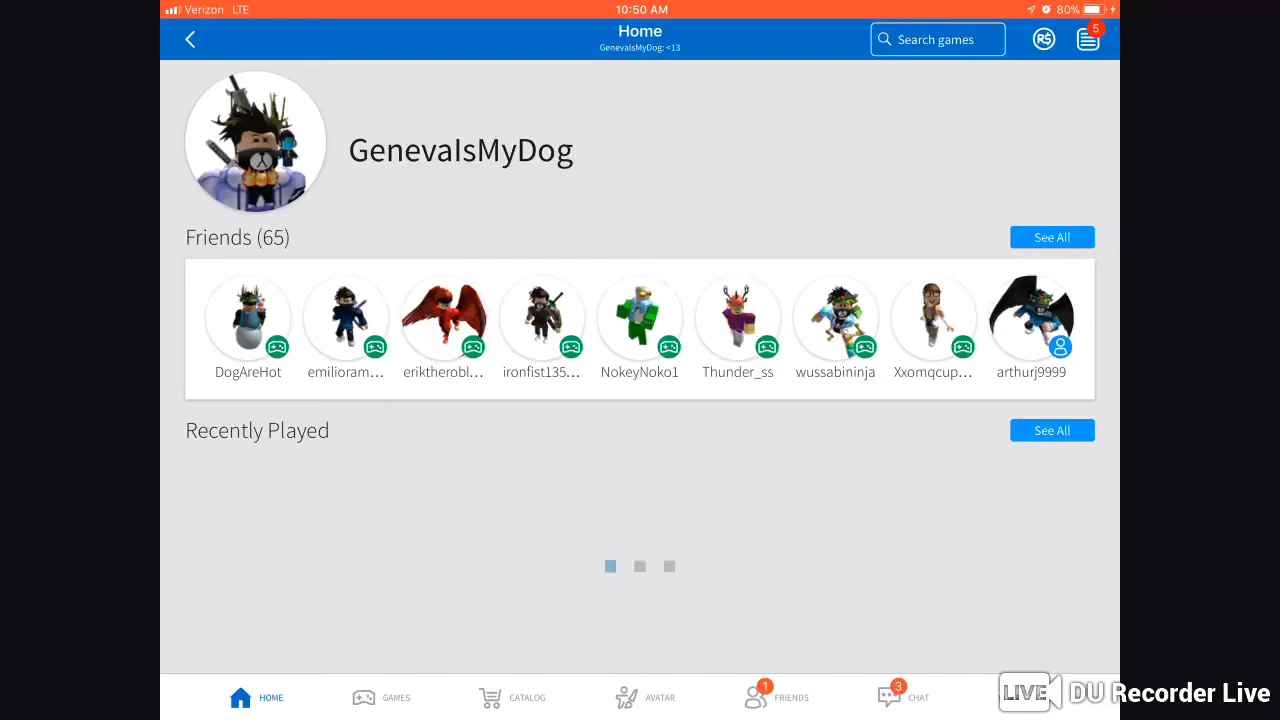 Verizon LTE
10:50 AM
80%
Home
GenevaIsMyDog: <13
Search games
R$
5
GenevaIsMyDog
Friends (65)
See All
DogAreHot
emilioram...
eriktherobl...
ironfist135...
NokeyNoko1
Thunder_ss
wussabininja
Xxomqcup...
arthurj9999
Recently Played
See All
HOME
GAMES
CATALOG
AVATAR
1
FRIENDS
3
CHAT
LIVE DU Recorder Live